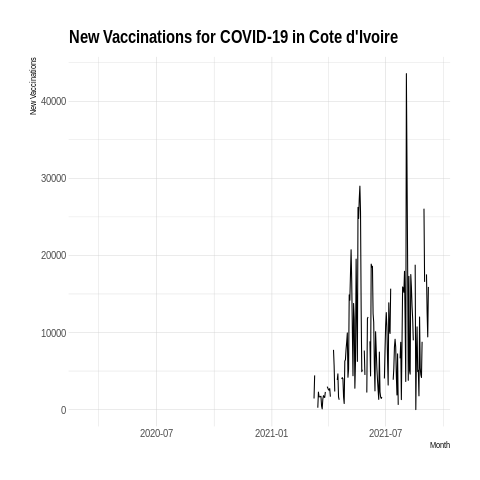 New Vaccinations for COVID-19 in Cote d'Ivoire
New Vaccinations
40000
30000
20000
10000
0
2020-07
2021-01
2021-07
Month